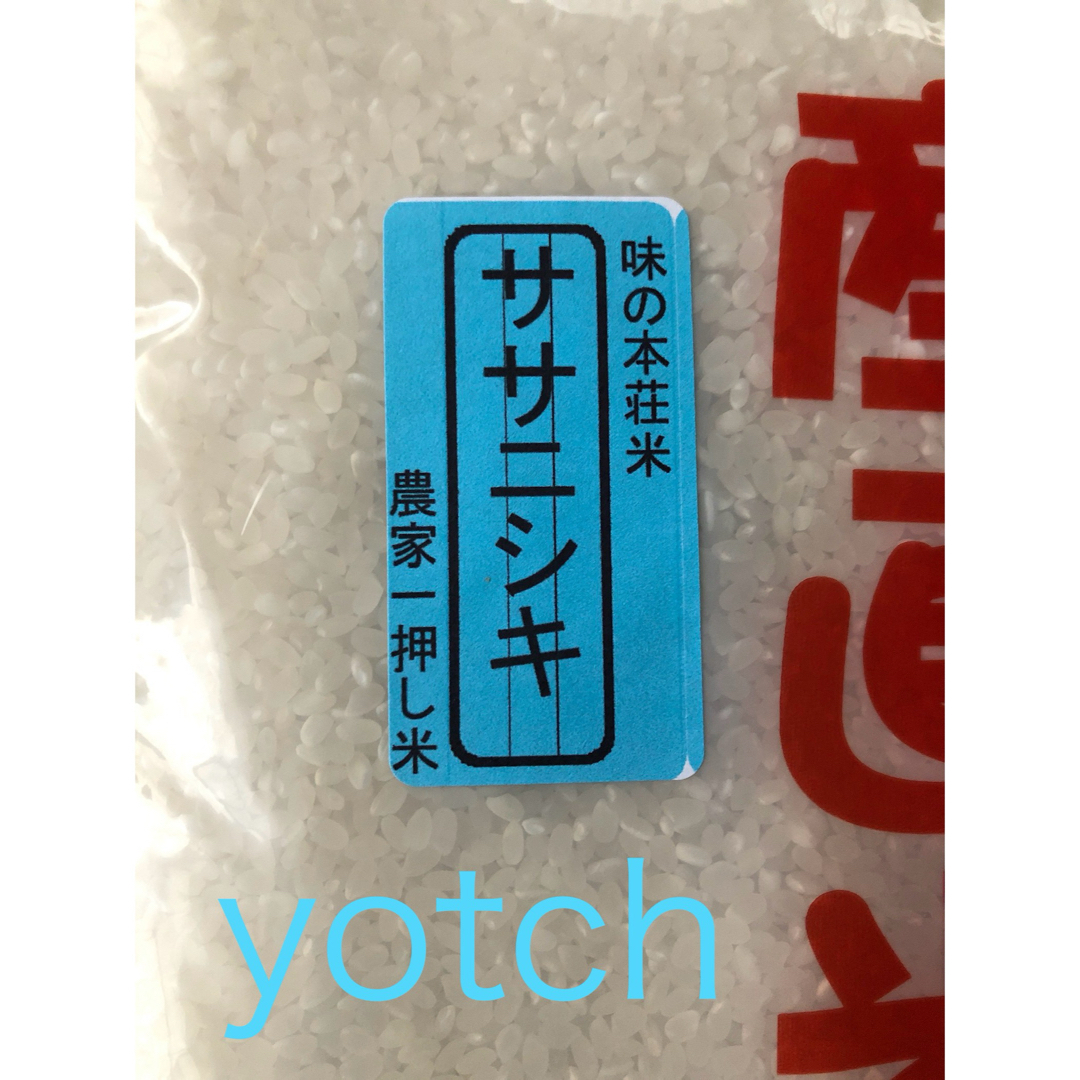 味の本荘米
ササニシキ
農家一押し米
yotch